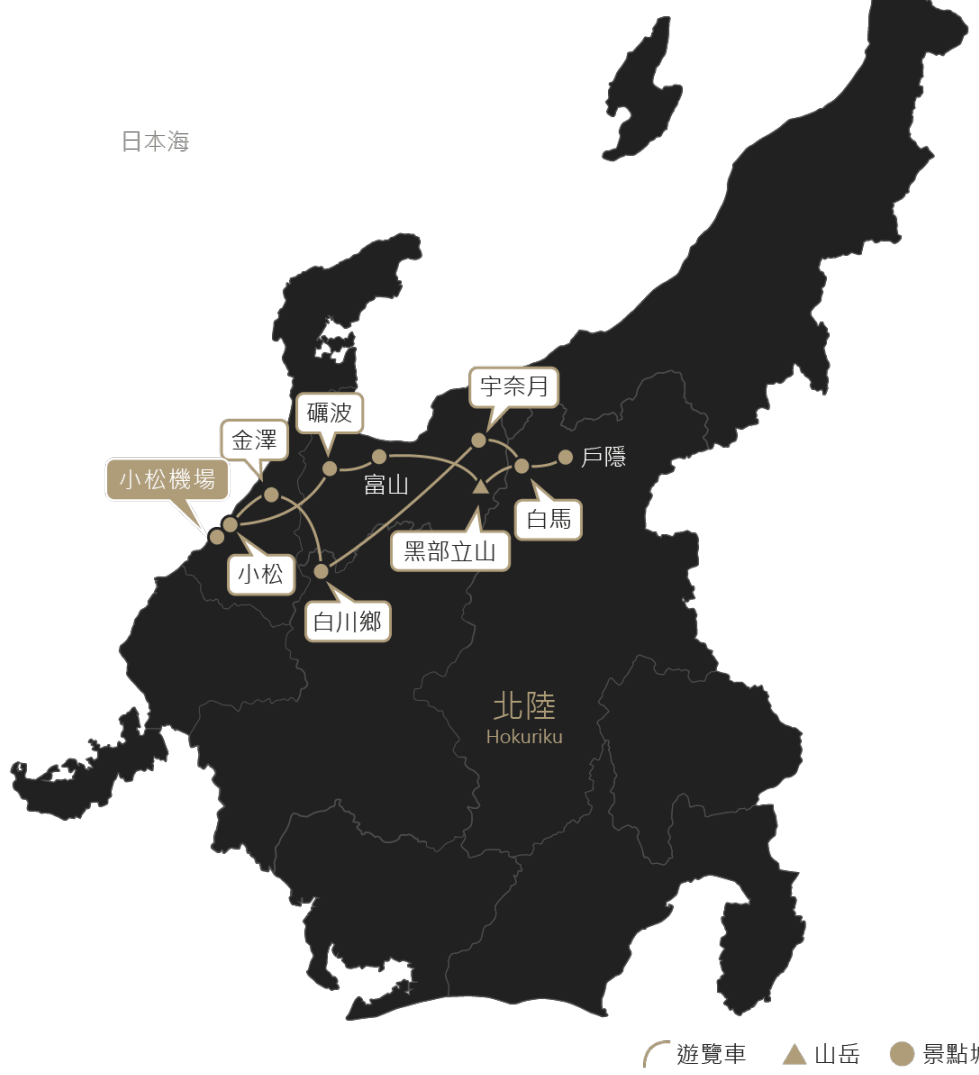 日本海
宇奈月
礪波
金澤
戶隱
小松機場
富山
白馬
黑部立山
小松
白川鄉
北陸
Hokuriku
遊覽車
山岳
景點城